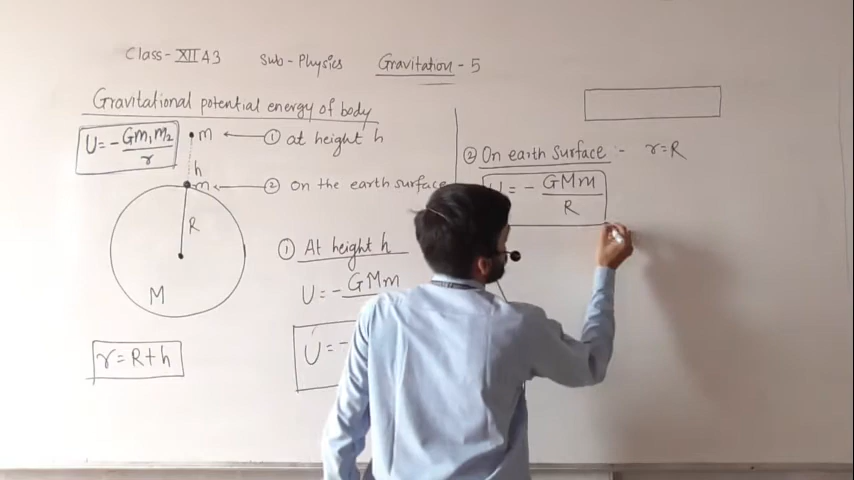 Class- XII A3 Sub- Physics Gravitation - 5
Gravitational potential energy of body
U = - Gm₁m₂/r
m ① at height h
h
m ② on the earth surface
R
M
r = R+h
① At height h
U = - GMm
U = -
② On earth Surface :- r = R
= - GMm/R